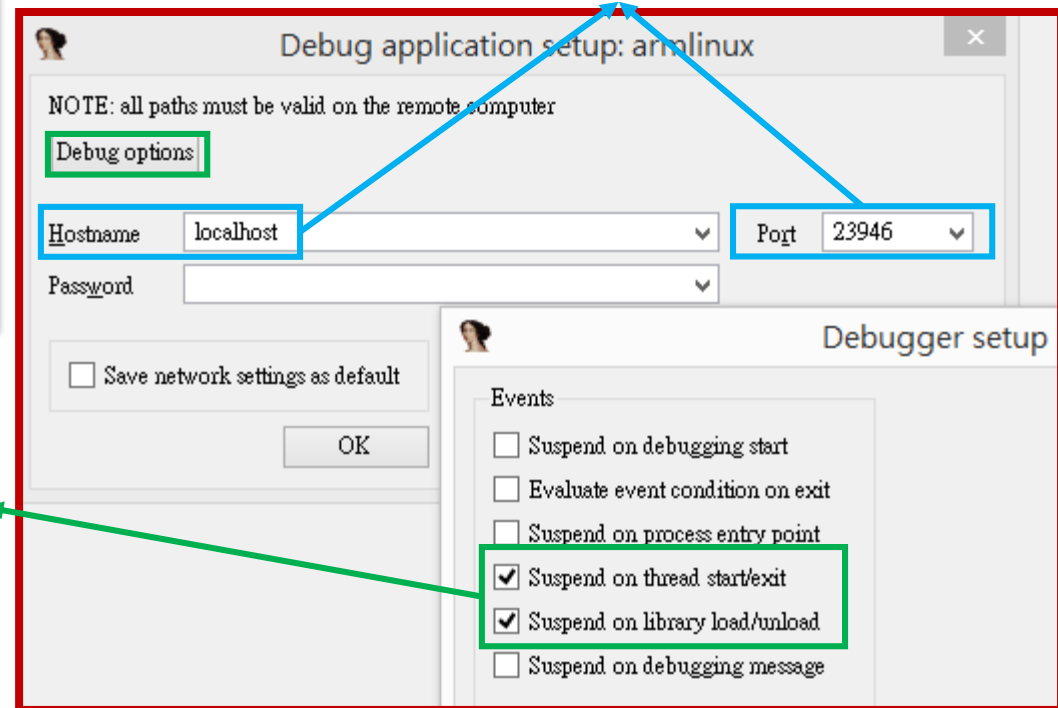 Debug application setup: armlinux
NOTE: all paths must be valid on the remote computer
Debug options
Hostname localhost Port 23946
Password
Save network settings as default
OK
Debugger setup
Events
Suspend on debugging start
Evaluate event condition on exit
Suspend on process entry point
Suspend on thread start/exit
Suspend on library load/unload
Suspend on debugging message